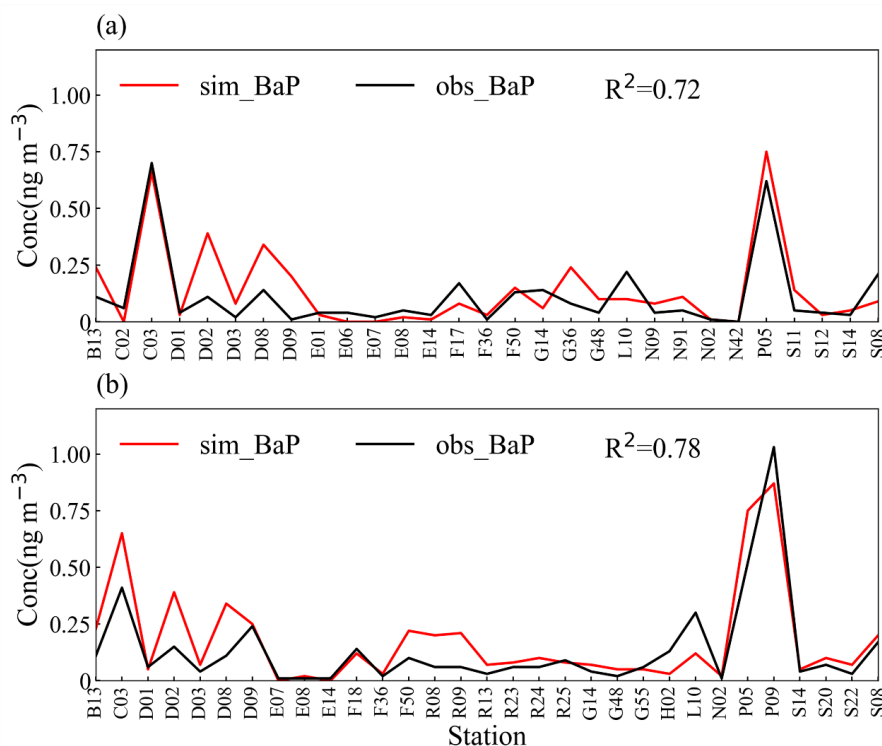 (a)
sim_BaP obs_BaP R²=0.72
Conc(ng m⁻³)
1.00
0.75
0.50
0.25
0
B13 C02 C03 D01 D02 D03 D08 D09 E01 E06 E07 E08 E14 F17 F36 F50 G14 G36 G48 L10 N09 N91 N02 N42 P05 S11 S12 S14 S08
(b)
sim_BaP obs_BaP R²=0.78
Conc(ng m⁻³)
1.00
0.75
0.50
0.25
0
B13 C03 D01 D02 D03 D08 D09 E07 E08 E14 F18 F36 F50 R08 R09 R13 R23 R24 R25 G14 G48 G55 H02 L10 N02 P05 P09 S14 S20 S22 S08
Station